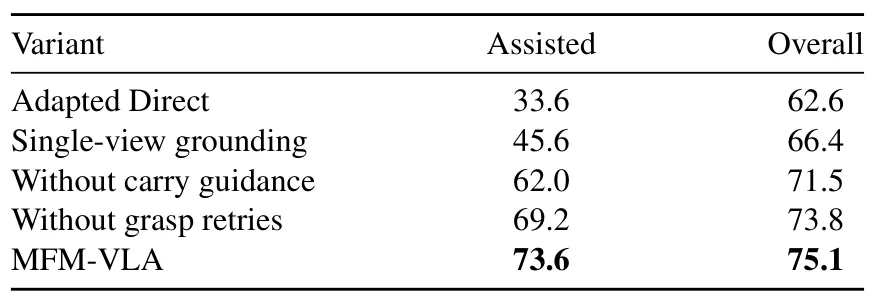 Variant Assisted Overall
Adapted Direct 33.6 62.6
Single-view grounding 45.6 66.4
Without carry guidance 62.0 71.5
Without grasp retries 69.2 73.8
MFM-VLA 73.6 75.1